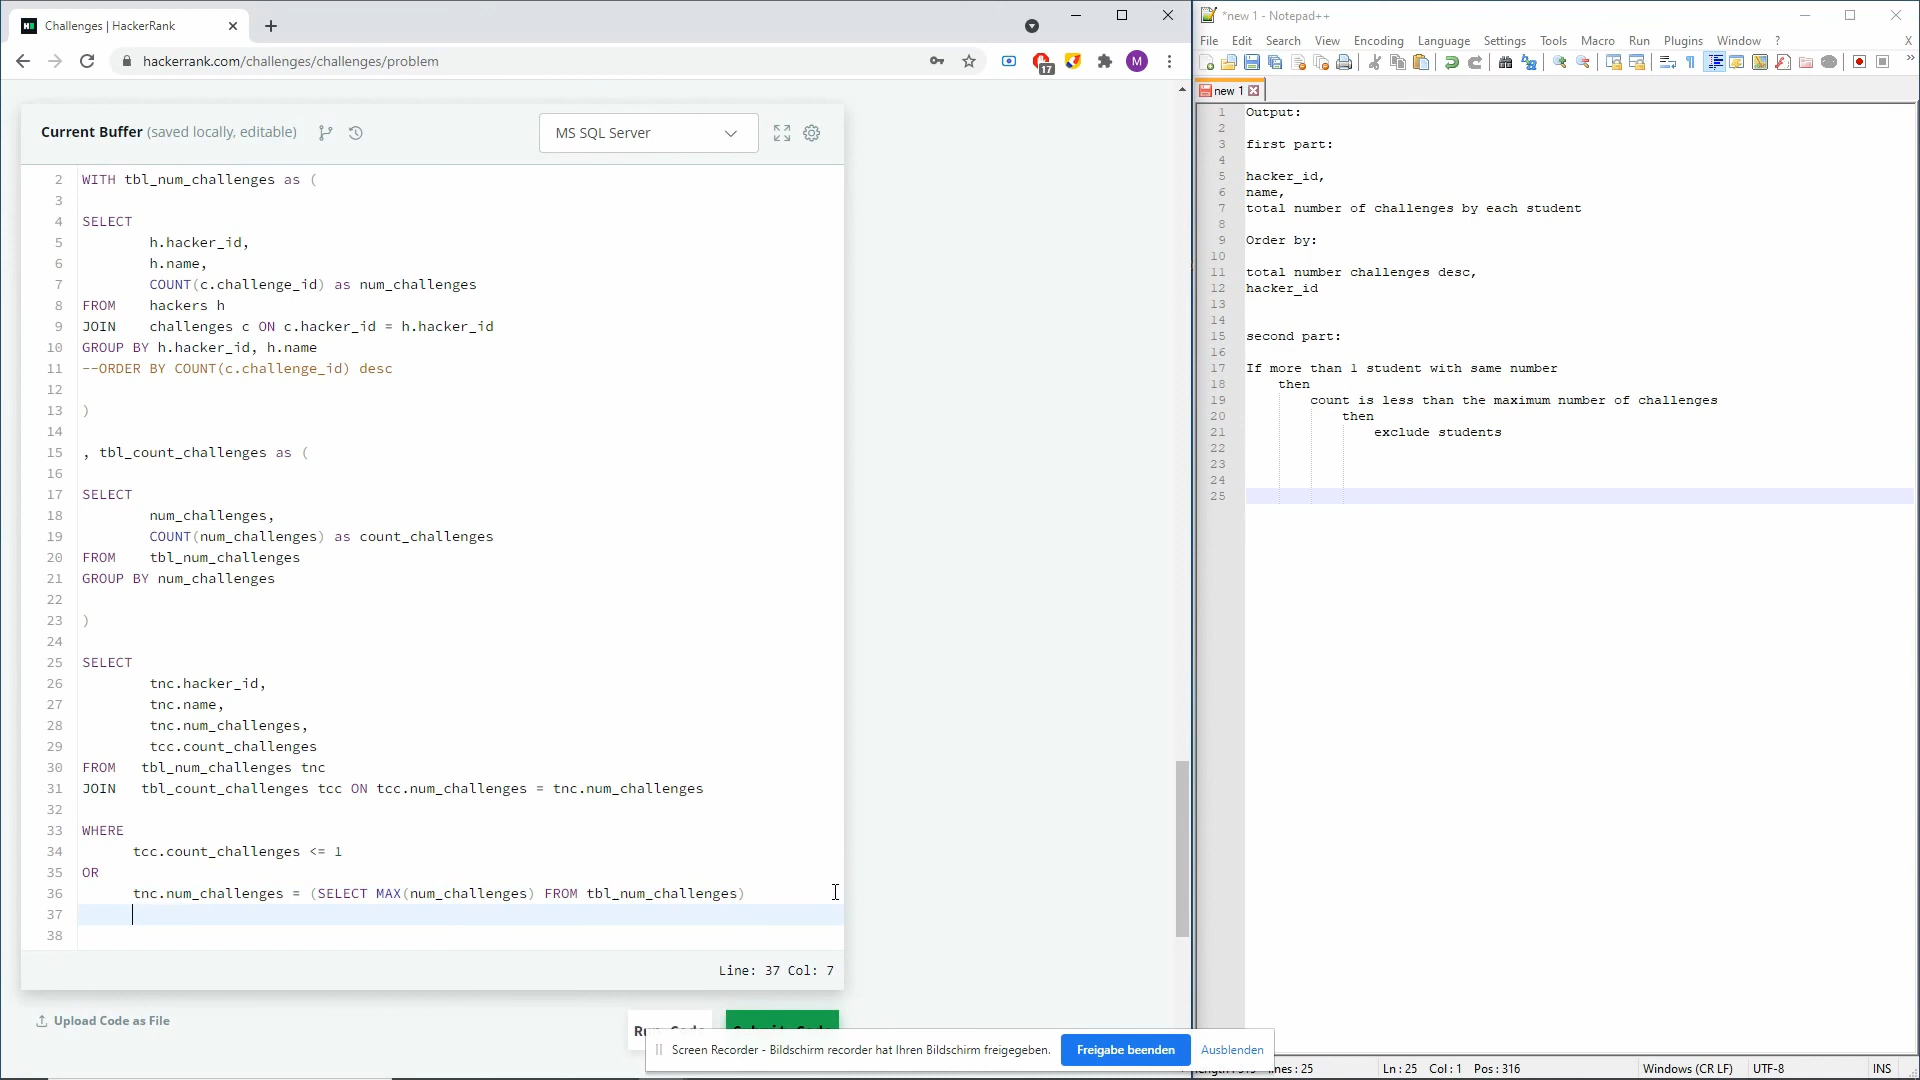 Challenges | HackerRank
hackerrank.com/challenges/challenges/problem
17
M
Current Buffer (saved locally, editable)
MS SQL Server
2 WITH tbl_num_challenges as (
3
4 SELECT
5 h.hacker_id,
6 h.name,
7 COUNT(c.challenge_id) as num_challenges
8 FROM hackers h
9 JOIN challenges c ON c.hacker_id = h.hacker_id
10 GROUP BY h.hacker_id, h.name
11 --ORDER BY COUNT(c.challenge_id) desc
12
13 )
14
15 , tbl_count_challenges as (
16
17 SELECT
18 num_challenges,
19 COUNT(num_challenges) as count_challenges
20 FROM tbl_num_challenges
21 GROUP BY num_challenges
22
23 )
24
25 SELECT
26 tnc.hacker_id,
27 tnc.name,
28 tnc.num_challenges,
29 tcc.count_challenges
30 FROM tbl_num_challenges tnc
31 JOIN tbl_count_challenges tcc ON tcc.num_challenges = tnc.num_challenges
32
33 WHERE
34 tcc.count_challenges <= 1
35 OR
36 tnc.num_challenges = (SELECT MAX(num_challenges) FROM tbl_num_challenges)
37
38
Line: 37 Col: 7
Upload Code as File
Screen Recorder - Bildschirm recorder hat Ihren Bildschirm freigegeben.
Freigabe beenden
Ausblenden
*new 1 - Notepad++
File Edit Search View Encoding Language Settings Tools Macro Run Plugins Window ? X
new 1
1 Output:
2
3 first part:
4
5 hacker_id,
6 name,
7 total number of challenges by each student
8
9 Order by:
10
11 total number challenges desc,
12 hacker_id
13
14
15 second part:
16
17 If more than 1 student with same number
18 then
19 count is less than the maximum number of challenges
20 then
21 exclude students
22
23
24
25
Ln : 25 Col : 1 Pos : 316
Windows (CR LF)
UTF-8
INS